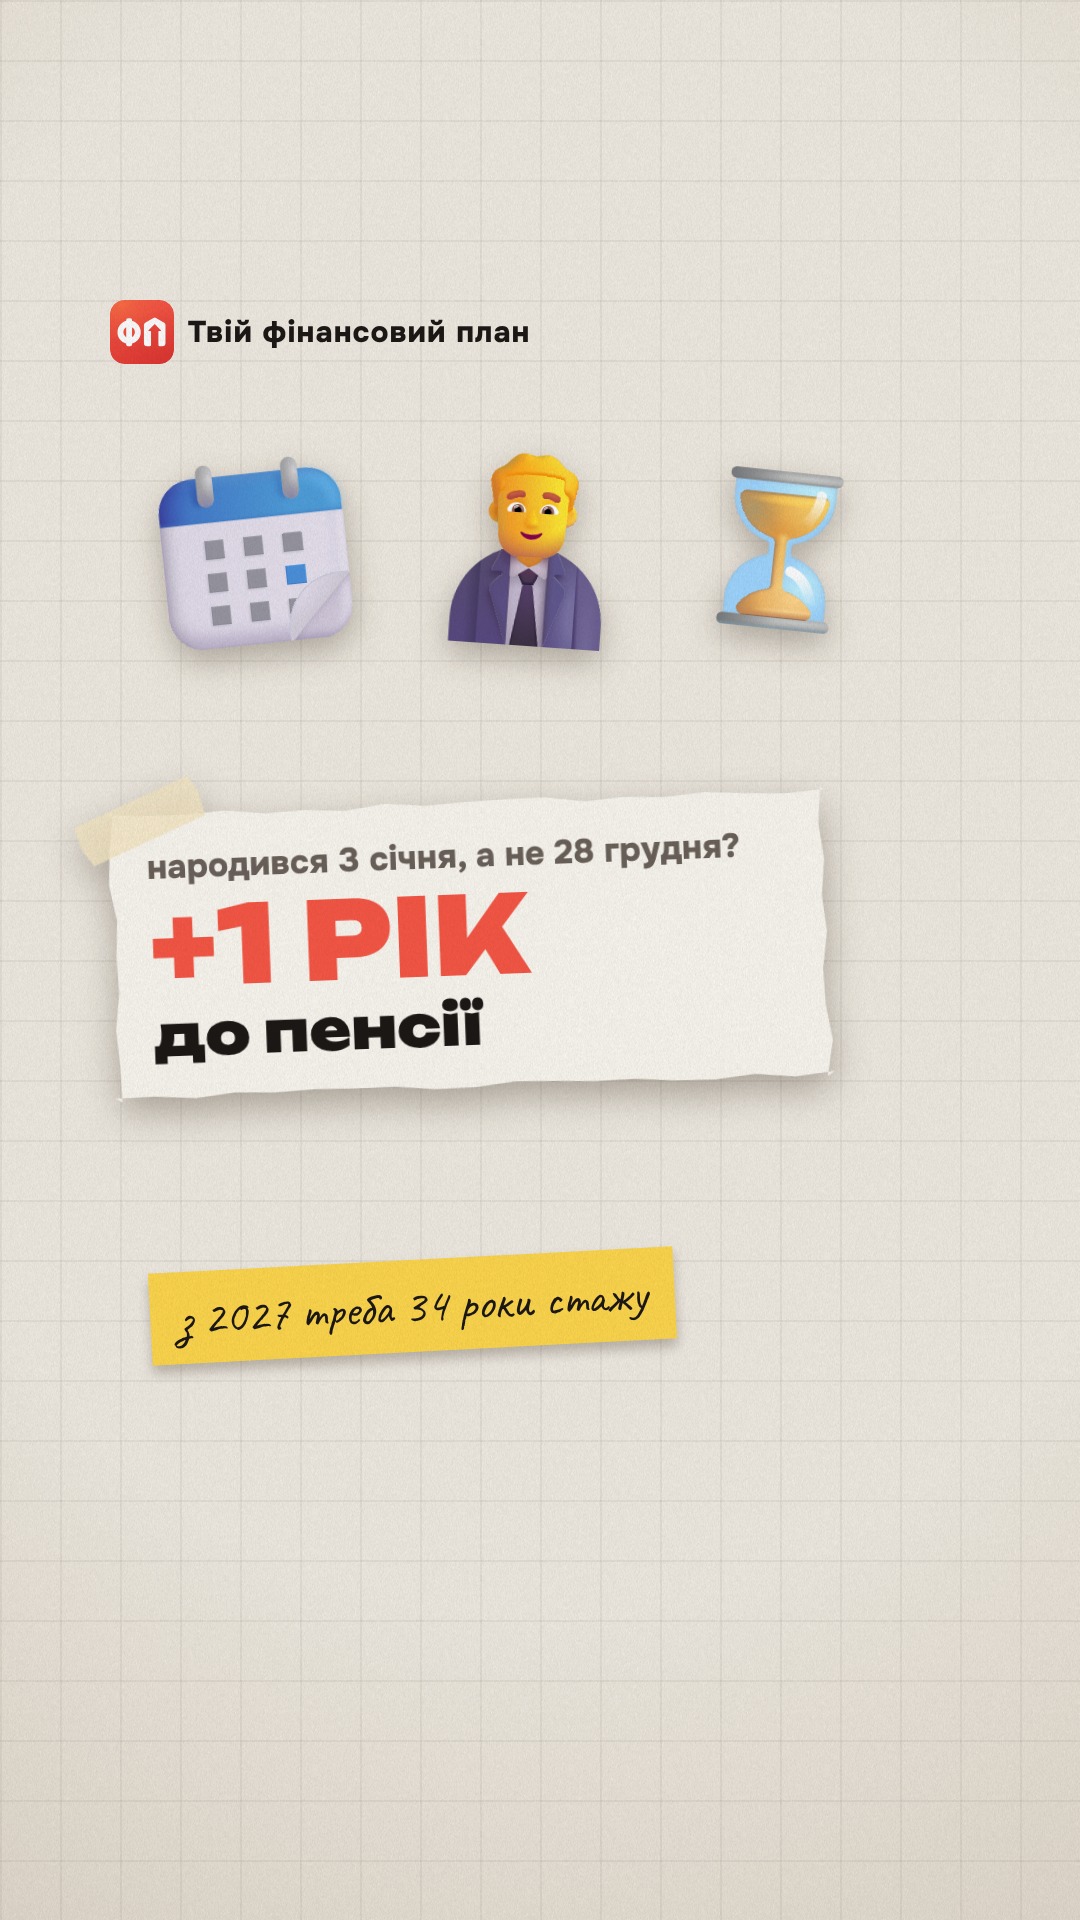 ФП
Твій фінансовий план
народився 3 січня, а не 28 грудня?
+1 РІК
до пенсії
з 2027 треба 34 роки стажу